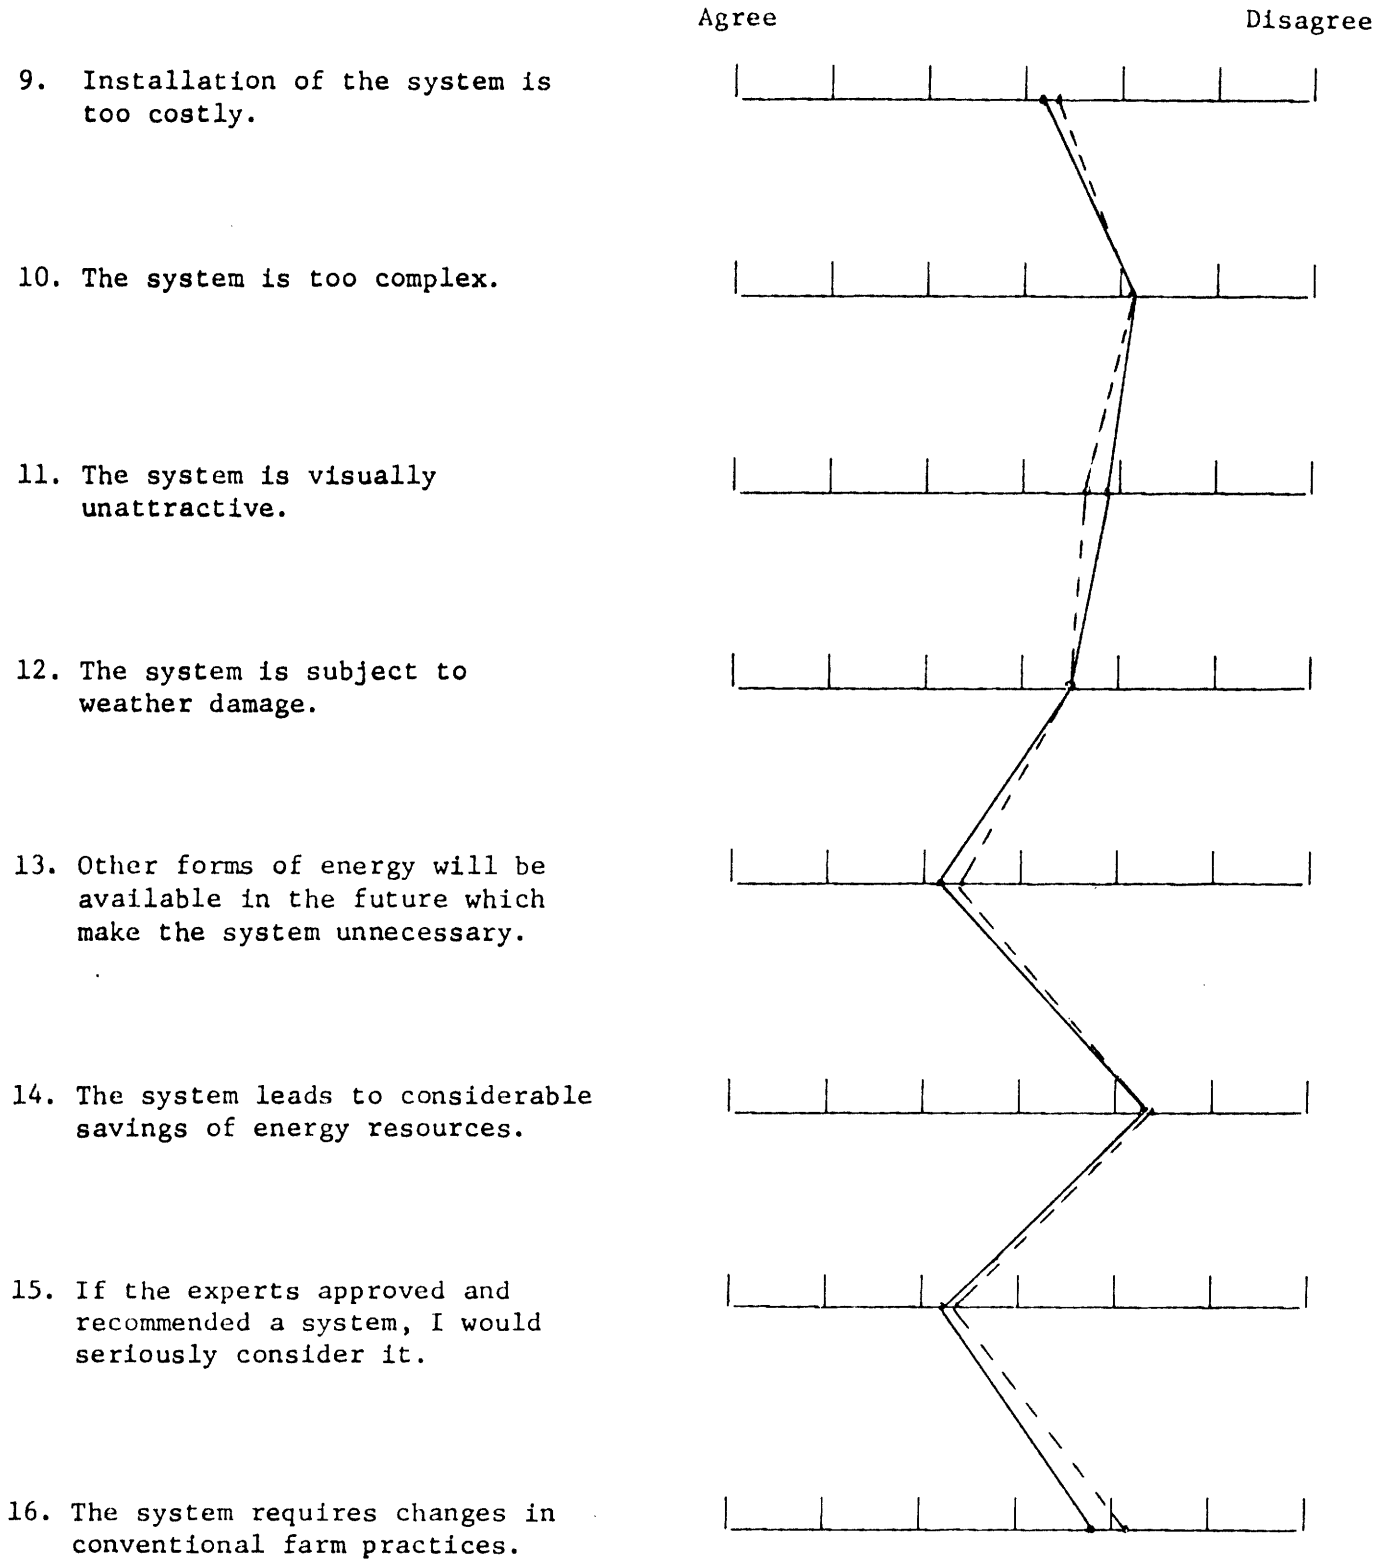 Agree Disagree
9. Installation of the system is
too costly.
10. The system is too complex.
11. The system is visually
unattractive.
12. The system is subject to
weather damage.
13. Other forms of energy will be
available in the future which
make the system unnecessary.
14. The system leads to considerable
savings of energy resources.
15. If the experts approved and
recommended a system, I would
seriously consider it.
16. The system requires changes in
conventional farm practices.